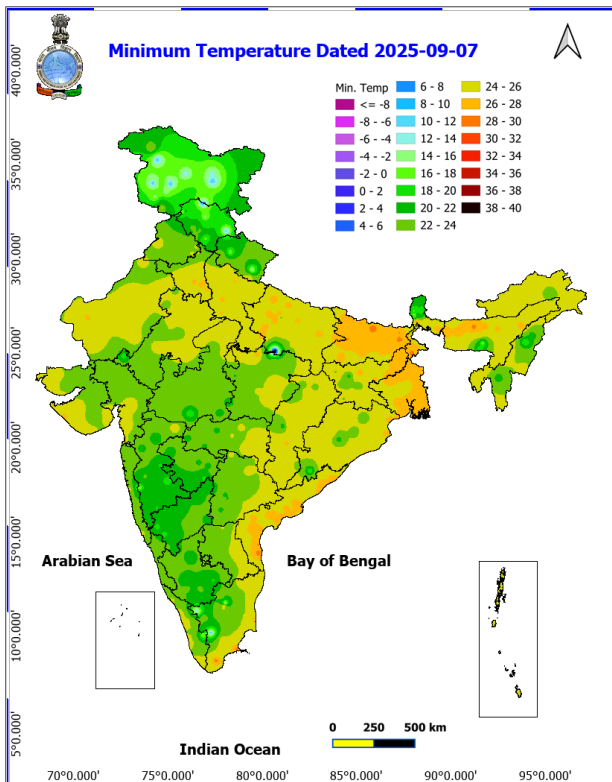 Minimum Temperature Dated 2025-09-07
Min. Temp
<= -8
-8 - -6
-6 - -4
-4 - -2
-2 - 0
0 - 2
2 - 4
4 - 6
6 - 8
8 - 10
10 - 12
12 - 14
14 - 16
16 - 18
18 - 20
20 - 22
22 - 24
24 - 26
26 - 28
28 - 30
30 - 32
32 - 34
34 - 36
36 - 38
38 - 40
40°0.000'
35°0.000'
30°0.000'
25°0.000'
20°0.000'
15°0.000'
10°0.000'
5°0.000'
Arabian Sea
Bay of Bengal
Indian Ocean
0 250 500 km
70°0.000' 75°0.000' 80°0.000' 85°0.000' 90°0.000' 95°0.000'